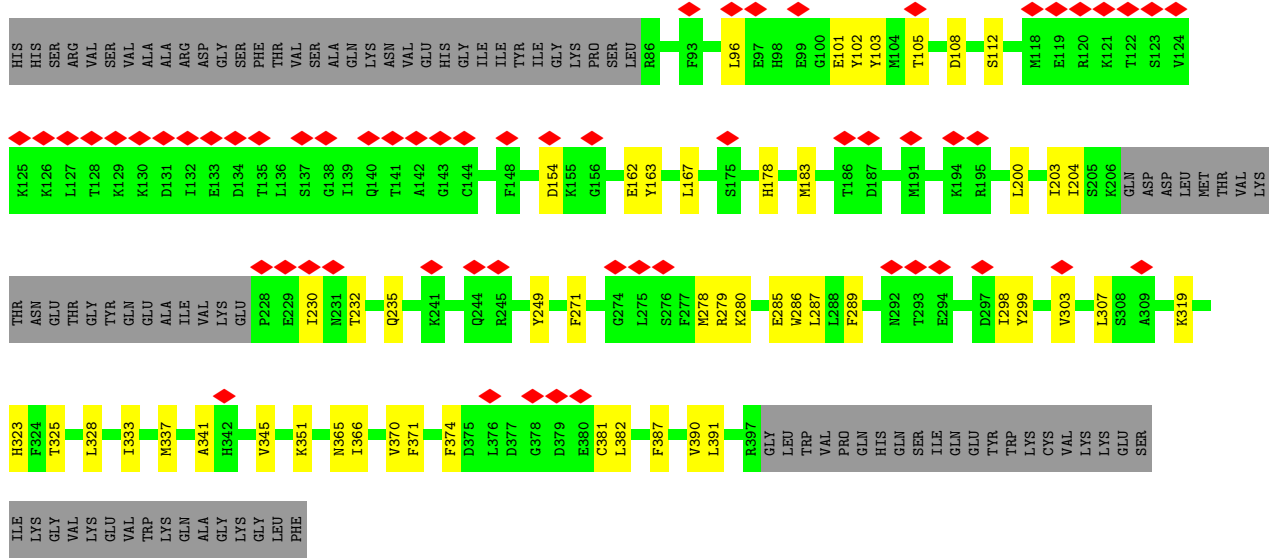 HIS HIS SER ARG VAL SER VAL ALA ALA ARG ASP GLY SER PHE THR VAL SER ALA GLN LYS ASN VAL GLU HIS GLY ILE ILE TYR ILE GLY LYS PRO SER LEU R86 F93 L96 E97 H98 E99 G100 E101 Y102 Y103 M104 T105 D108 S112 M118 E119 R120 K121 T122 S123 V124
K125 K126 L127 T128 K129 K130 D131 I132 E133 D134 T135 L136 S137 G138 I139 Q140 T141 A142 G143 C144 F148 D154 K155 G156 E162 Y163 L167 S175 H178 M183 T186 D187 M191 K194 R195 L200 I203 I204 S205 K206 GLN ASP ASP LEU MET THR VAL LYS
THR ASN GLU THR GLY TYR GLN GLU ALA ILE VAL LYS GLU P228 E229 I230 N231 T232 Q235 K241 Q244 R245 Y249 F271 G274 L275 S276 F277 M278 R279 K280 E285 W286 L287 L288 F289 N292 T293 E294 D297 I298 Y299 V303 L307 S308 A309 K319
H323 F324 T325 L328 I333 M337 A341 H342 V345 K351 N365 I366 V370 F371 F374 D375 L376 D377 G378 D379 E380 C381 L382 F387 V390 L391 R397 GLY LEU TRP VAL PRO GLN HIS GLN SER ILE GLN GLU TYR TRP LYS CYS VAL LYS LYS GLU SER
ILE LYS GLY VAL LYS GLU VAL TRP LYS GLN ALA GLY LYS GLY LEU PHE